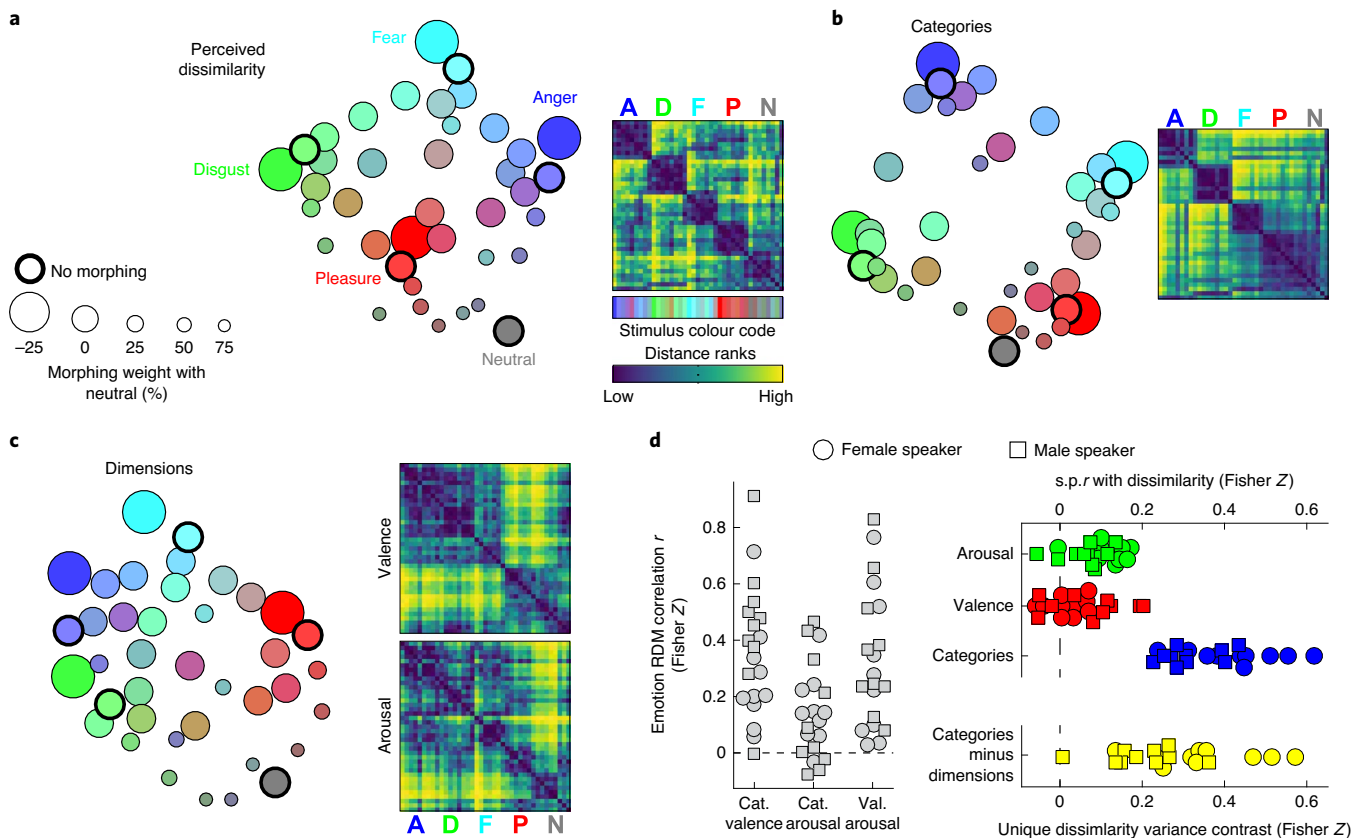 a
Perceived
dissimilarity
Fear
Anger
Disgust
Pleasure
Neutral
No morphing
–25 0 25 50 75
Morphing weight with
neutral (%)
A D F P N
Stimulus colour code
Distance ranks
Low High
b
Categories
A D F P N
c
Dimensions
Valence
Arousal
A D F P N
d
Female speaker
Male speaker
Emotion RDM correlation r
(Fisher Z)
0.8
0.6
0.4
0.2
0
Cat. Cat. Val.
valence arousal arousal
s.p.r with dissimilarity (Fisher Z)
0 0.2 0.4 0.6
Arousal
Valence
Categories
Categories
minus
dimensions
0 0.2 0.4 0.6
Unique dissimlarity variance contrast (Fisher Z)